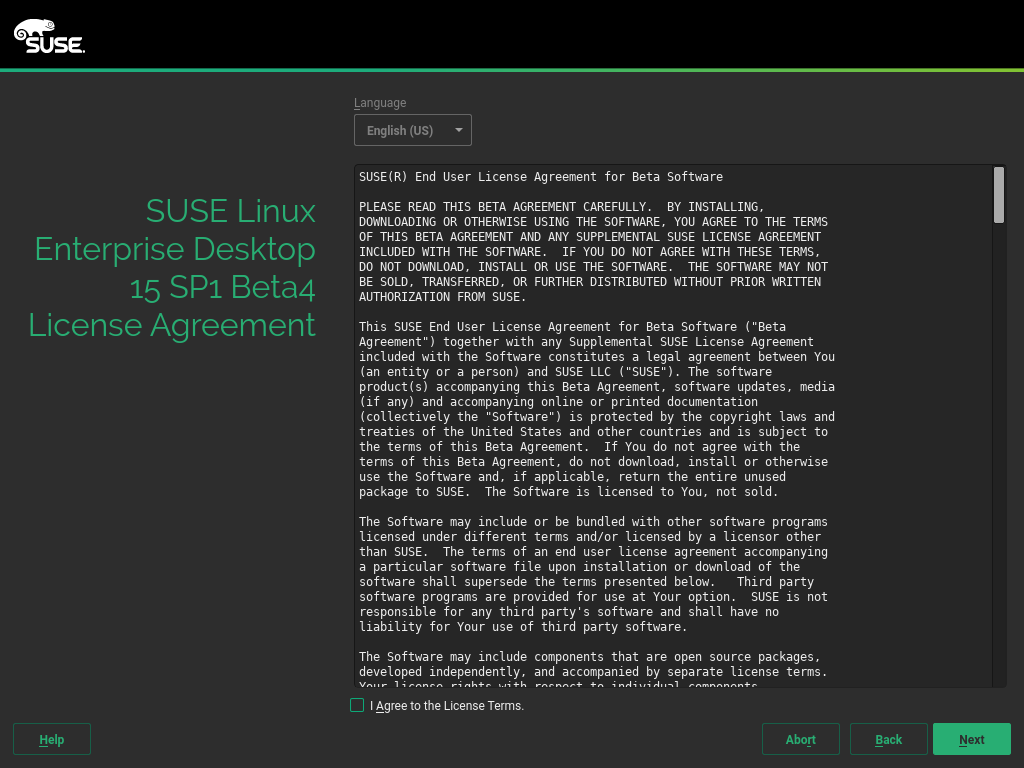 SUSE
Language
English (US)
SUSE Linux
Enterprise Desktop
15 SP1 Beta4
License Agreement
SUSE(R) End User License Agreement for Beta Software
PLEASE READ THIS BETA AGREEMENT CAREFULLY.  BY INSTALLING,
DOWNLOADING OR OTHERWISE USING THE SOFTWARE, YOU AGREE TO THE TERMS
OF THIS BETA AGREEMENT AND ANY SUPPLEMENTAL SUSE LICENSE AGREEMENT
INCLUDED WITH THE SOFTWARE.  IF YOU DO NOT AGREE WITH THESE TERMS,
DO NOT DOWNLOAD, INSTALL OR USE THE SOFTWARE.  THE SOFTWARE MAY NOT
BE SOLD, TRANSFERRED, OR FURTHER DISTRIBUTED WITHOUT PRIOR WRITTEN
AUTHORIZATION FROM SUSE.
This SUSE End User License Agreement for Beta Software ("Beta
Agreement") together with any Supplemental SUSE License Agreement
included with the Software constitutes a legal agreement between You
(an entity or a person) and SUSE LLC ("SUSE"). The software
product(s) accompanying this Beta Agreement, software updates, media
(if any) and accompanying online or printed documentation
(collectively the "Software") is protected by the copyright laws and
treaties of the United States and other countries and is subject to
the terms of this Beta Agreement.  If You do not agree with the
terms of this Beta Agreement, do not download, install or otherwise
use the Software and, if applicable, return the entire unused
package to SUSE.  The Software is licensed to You, not sold.
The Software may include or be bundled with other software programs
licensed under different terms and/or licensed by a licensor other
than SUSE.  The terms of an end user license agreement accompanying
a particular software file upon installation or download of the
software shall supersede the terms presented below.   Third party
software programs are provided for use at Your option.  SUSE is not
responsible for any third party's software and shall have no
liability for Your use of third party software.
The Software may include components that are open source packages,
developed independently, and accompanied by separate license terms.
Your license rights with respect to individual components
I Agree to the License Terms.
Help
Abort
Back
Next